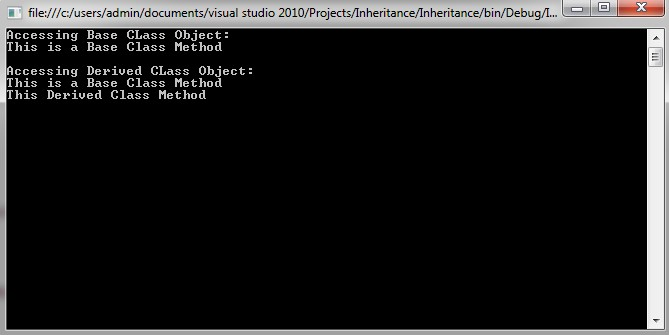 file:///c:/users/admin/documents/visual studio 2010/Projects/Inheritance/Inheritance/bin/Debug/I...
Accessing Base CLass Object:
This is a Base Class Method
Accessing Derived CLass Object:
This is a Base Class Method
This Derived Class Method